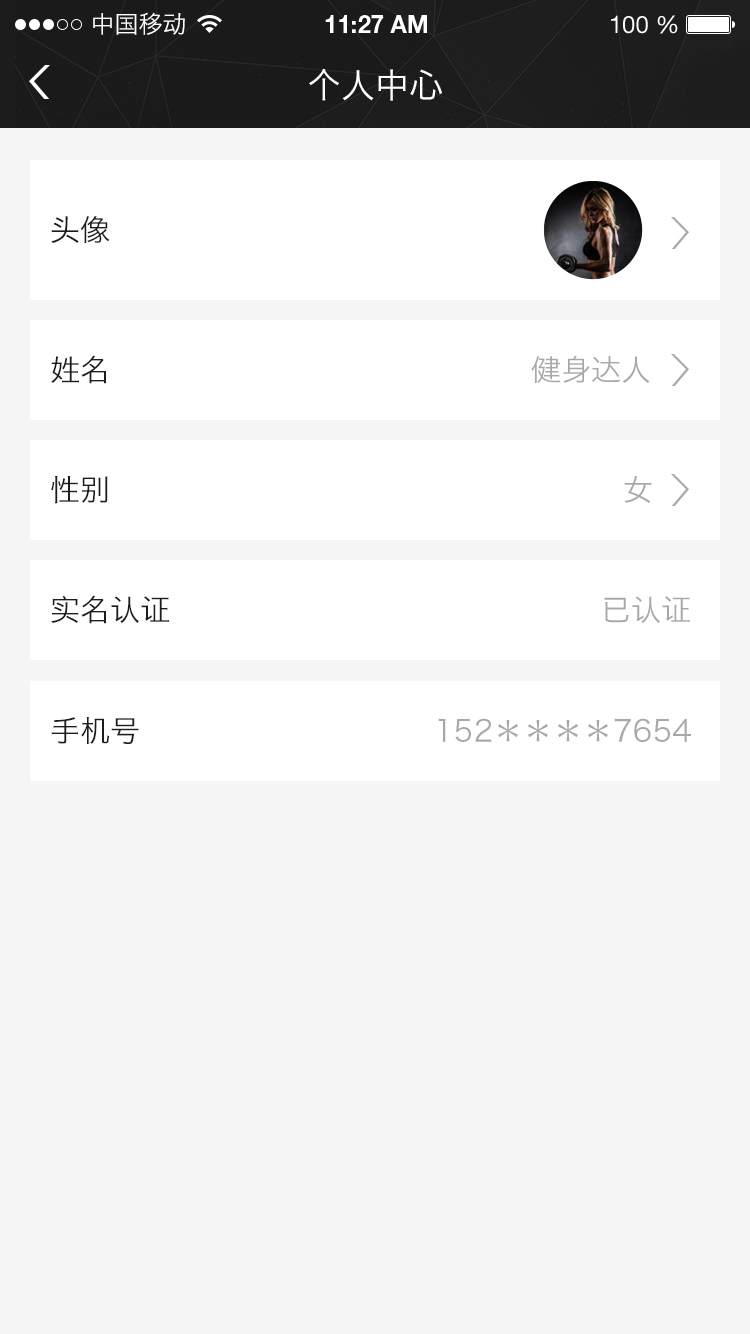 中国移动 11:27 AM 100 %
个人中心
头像
姓名 健身达人
性别 女
实名认证 已认证
手机号 152****7654